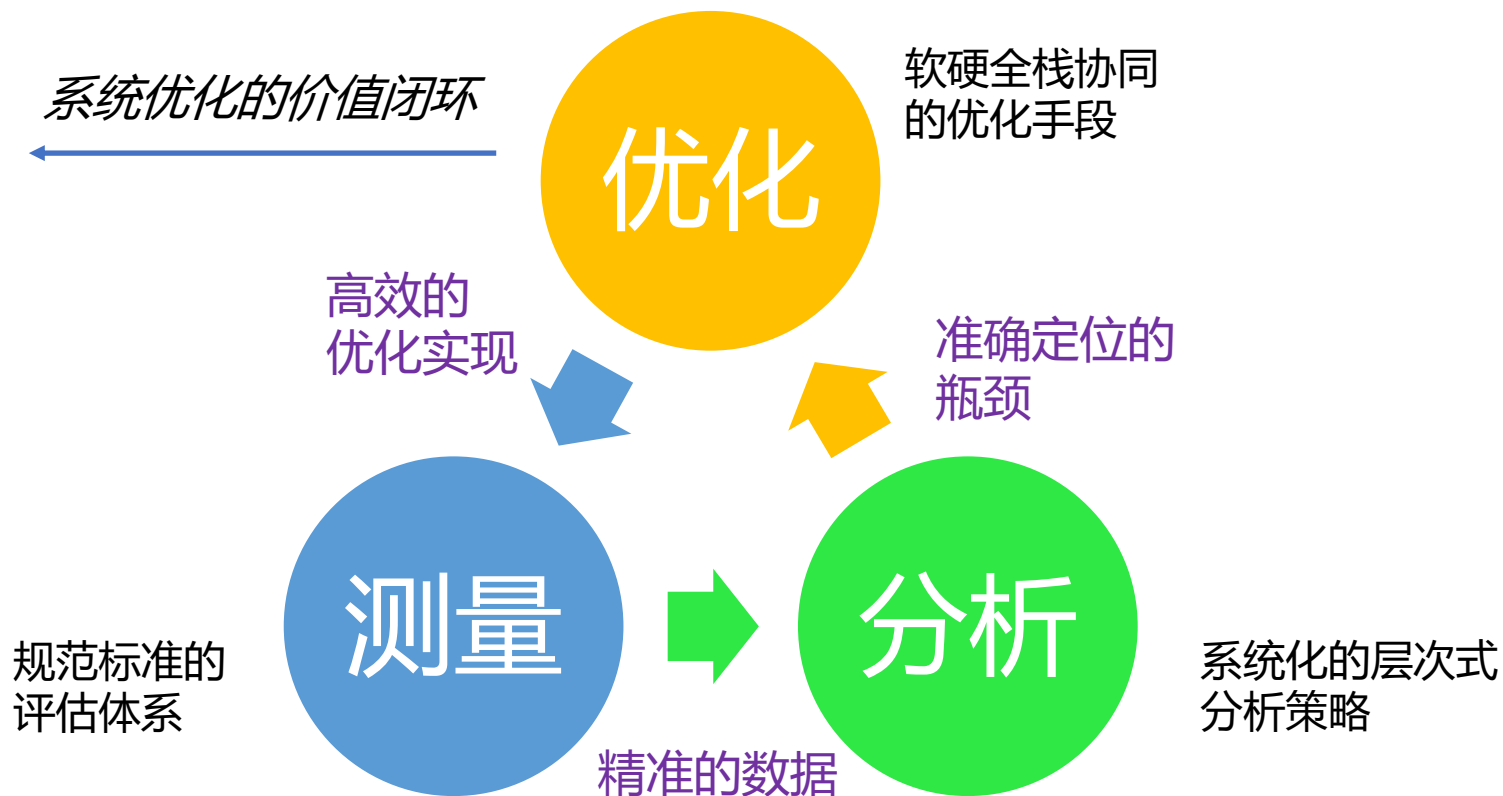 系统优化的价值闭环
软硬全栈协同
的优化手段
优化
高效的
优化实现
准确定位的
瓶颈
测量
分析
规范标准的
评估体系
系统化的层次式
分析策略
精准的数据